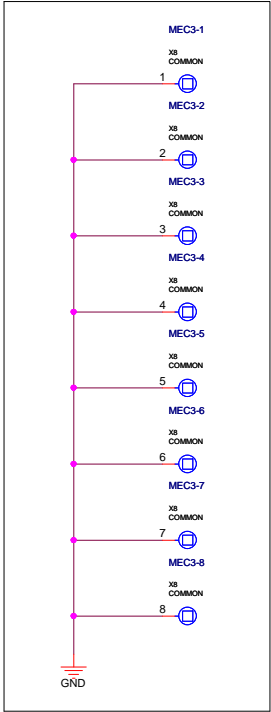 MEC3-1
X8
COMMON
1
MEC3-2
X8
COMMON
2
MEC3-3
X8
COMMON
3
MEC3-4
X8
COMMON
4
MEC3-5
X8
COMMON
5
MEC3-6
X8
COMMON
6
MEC3-7
X8
COMMON
7
MEC3-8
X8
COMMON
8
GND